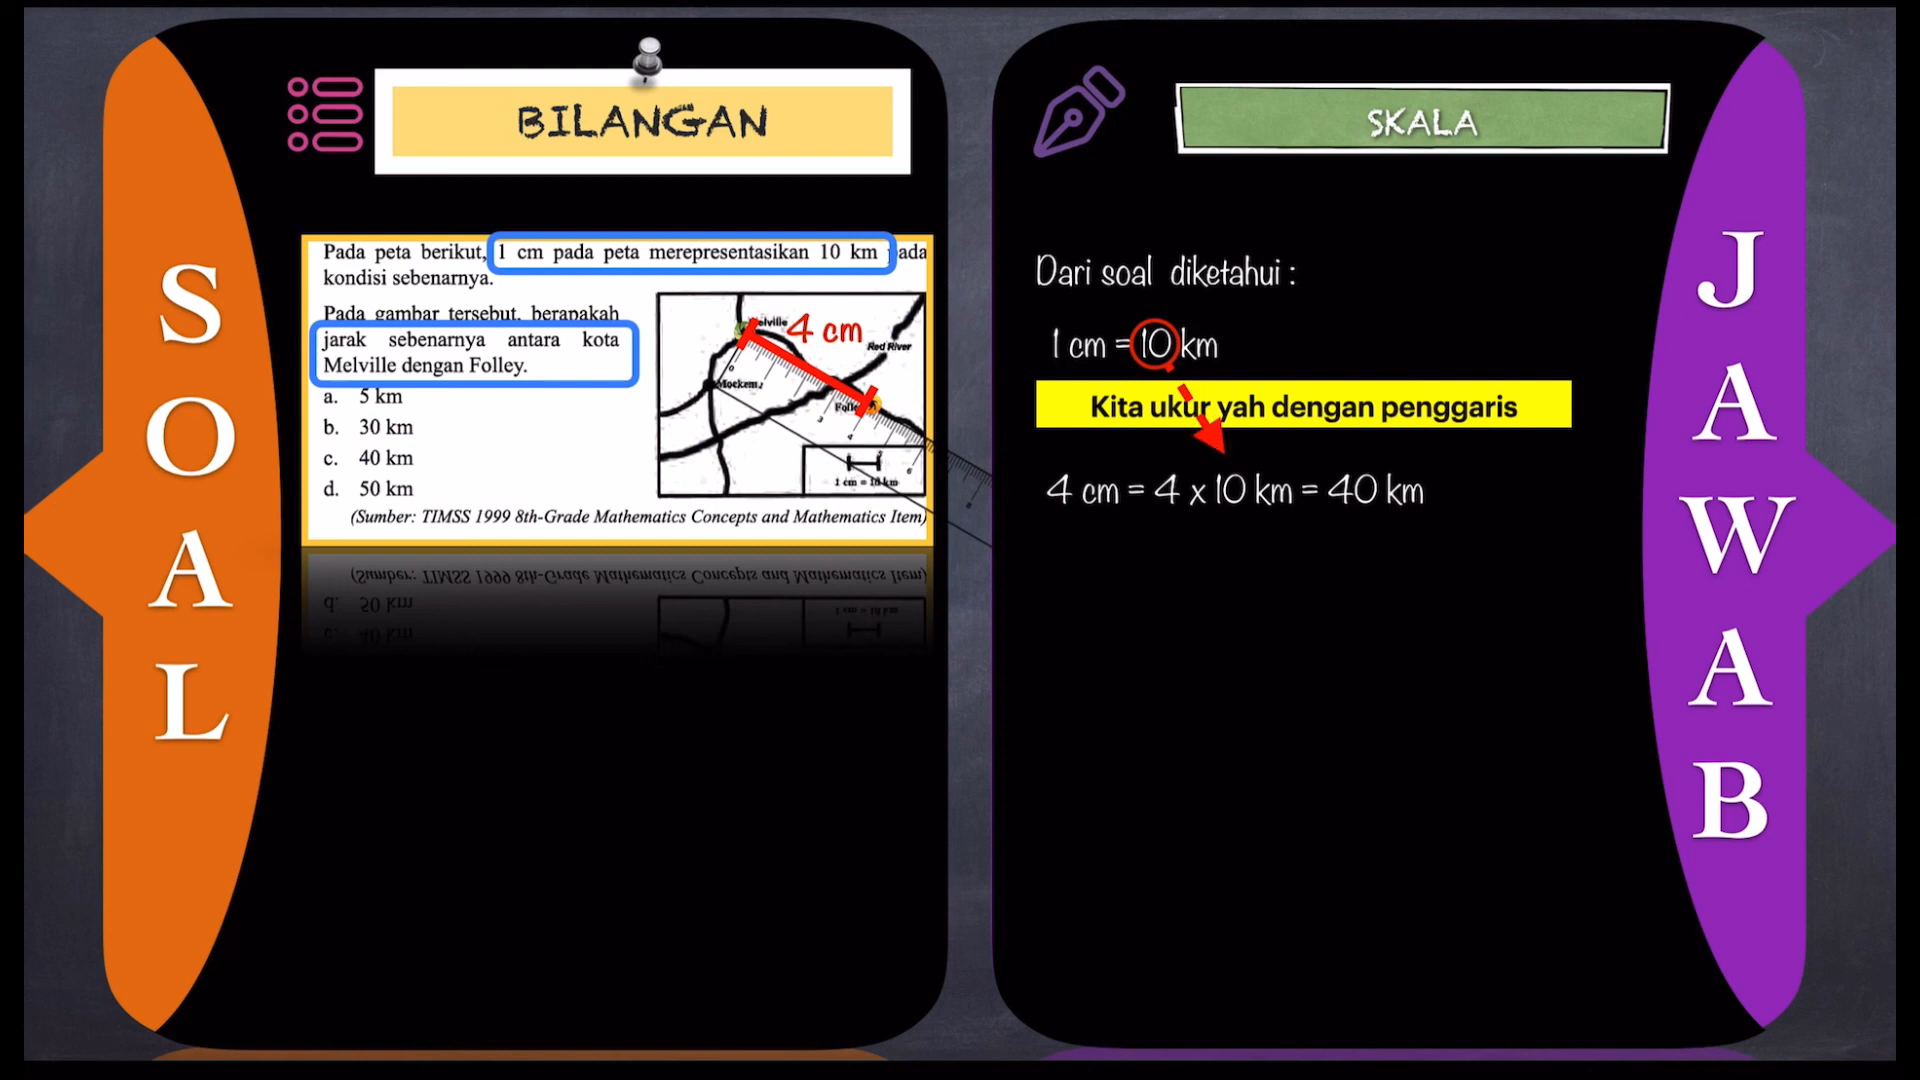 SOAL
BILANGAN
Pada peta berikut, 1 cm pada peta merepresentasikan 10 km pada
kondisi sebenarnya.
Pada gambar tersebut, berapakah
jarak sebenarnya antara kota
Melville dengan Folley.
a. 5 km
b. 30 km
c. 40 km
d. 50 km
4 cm
Red River
1 cm = 10 km
(Sumber: TIMSS 1999 8th-Grade Mathematics Concepts and Mathematics Item)
SKALA
Dari soal diketahui :
1 cm = 10 km
Kita ukur yah dengan penggaris
4 cm = 4 x 10 km = 40 km
JAWAB